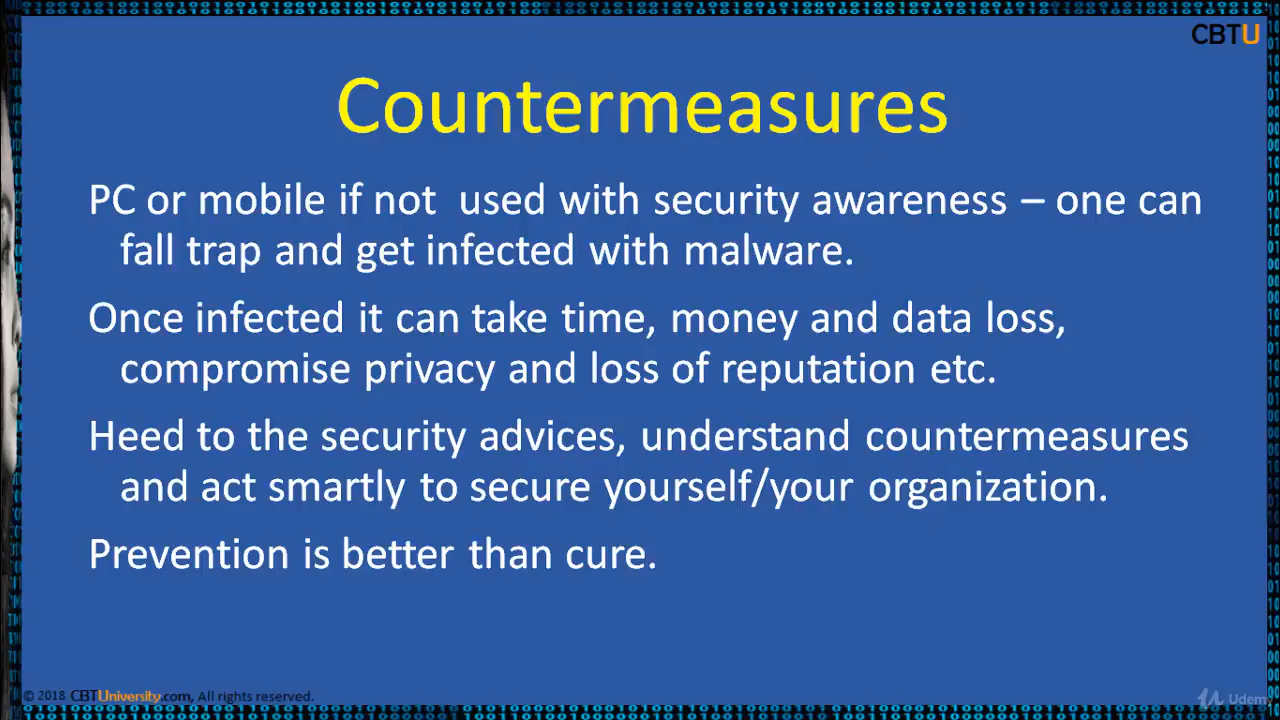 CBTU
Countermeasures
PC or mobile if not used with security awareness – one can
fall trap and get infected with malware.
Once infected it can take time, money and data loss,
compromise privacy and loss of reputation etc.
Heed to the security advices, understand countermeasures
and act smartly to secure yourself/your organization.
Prevention is better than cure.
© 2018 CBTUniversity.com, All rights reserved.
Udemy